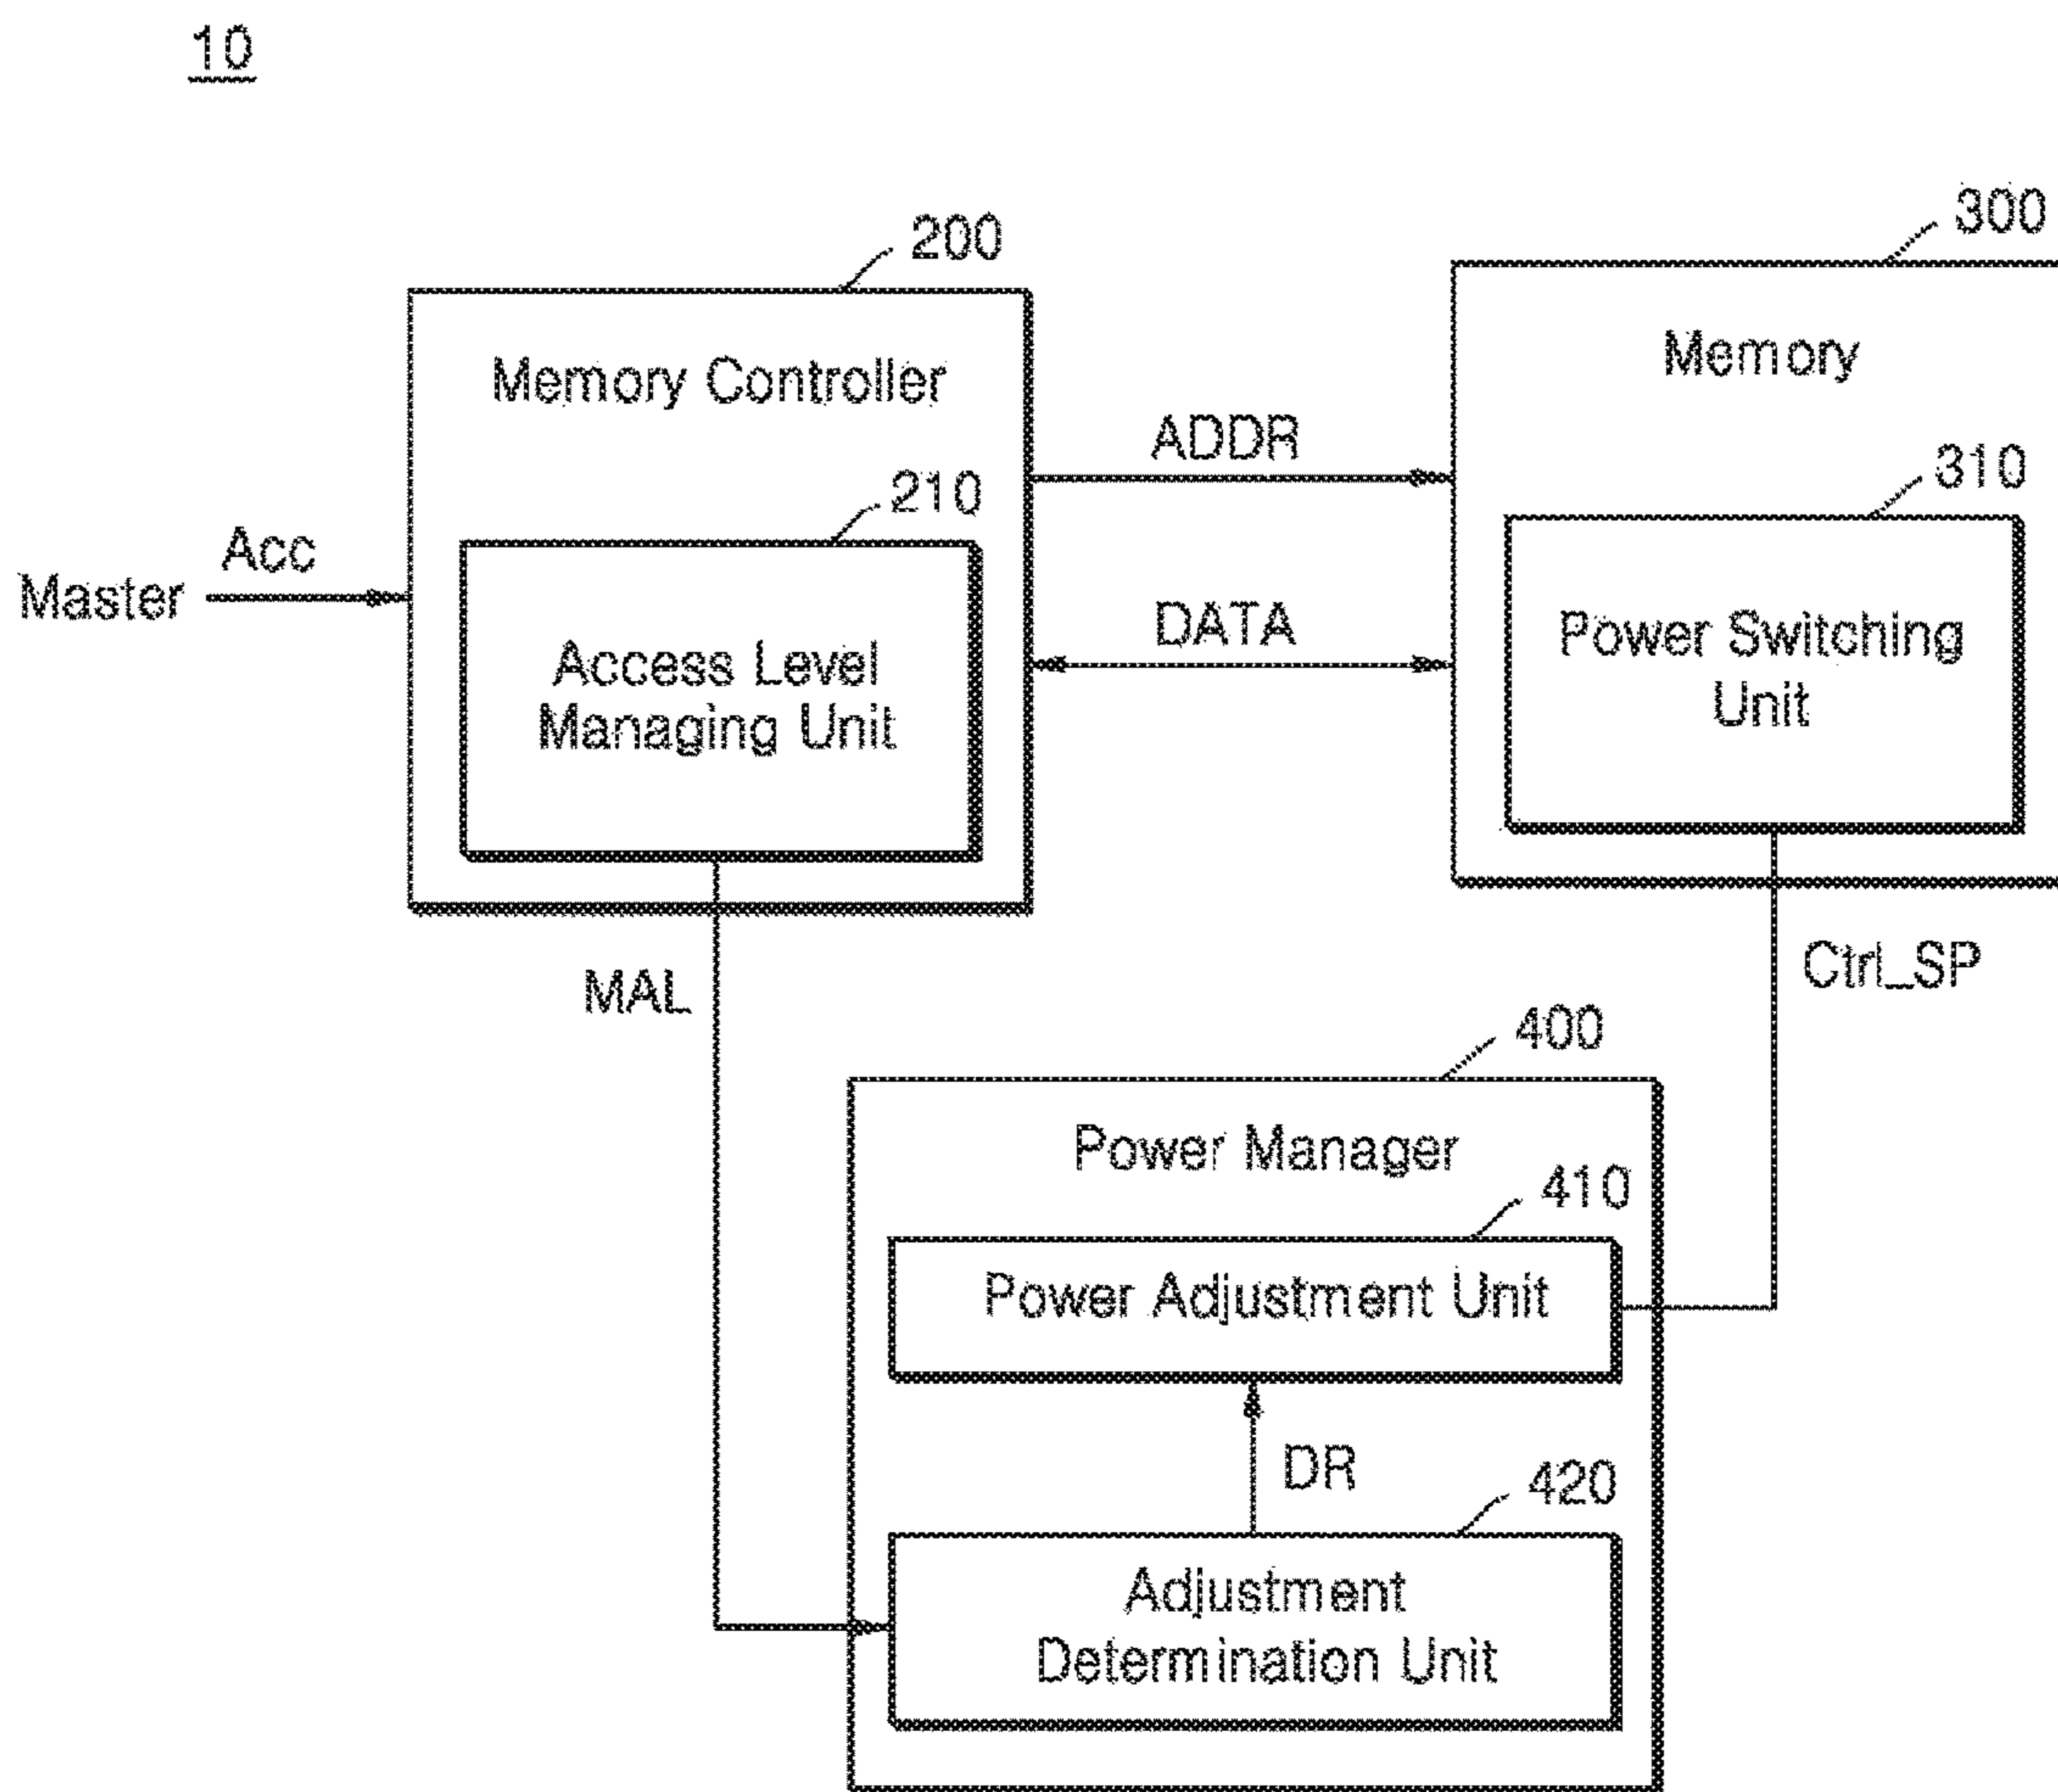 10
200
300
Memory Controller
Memory
ADDR
210
310
Acc
Master
DATA
Access Level
Managing Unit
Power Switching
Unit
MAL
Ctrl_SP
400
Power Manager
410
Power Adjustment Unit
DR
420
Adjustment
Determination Unit